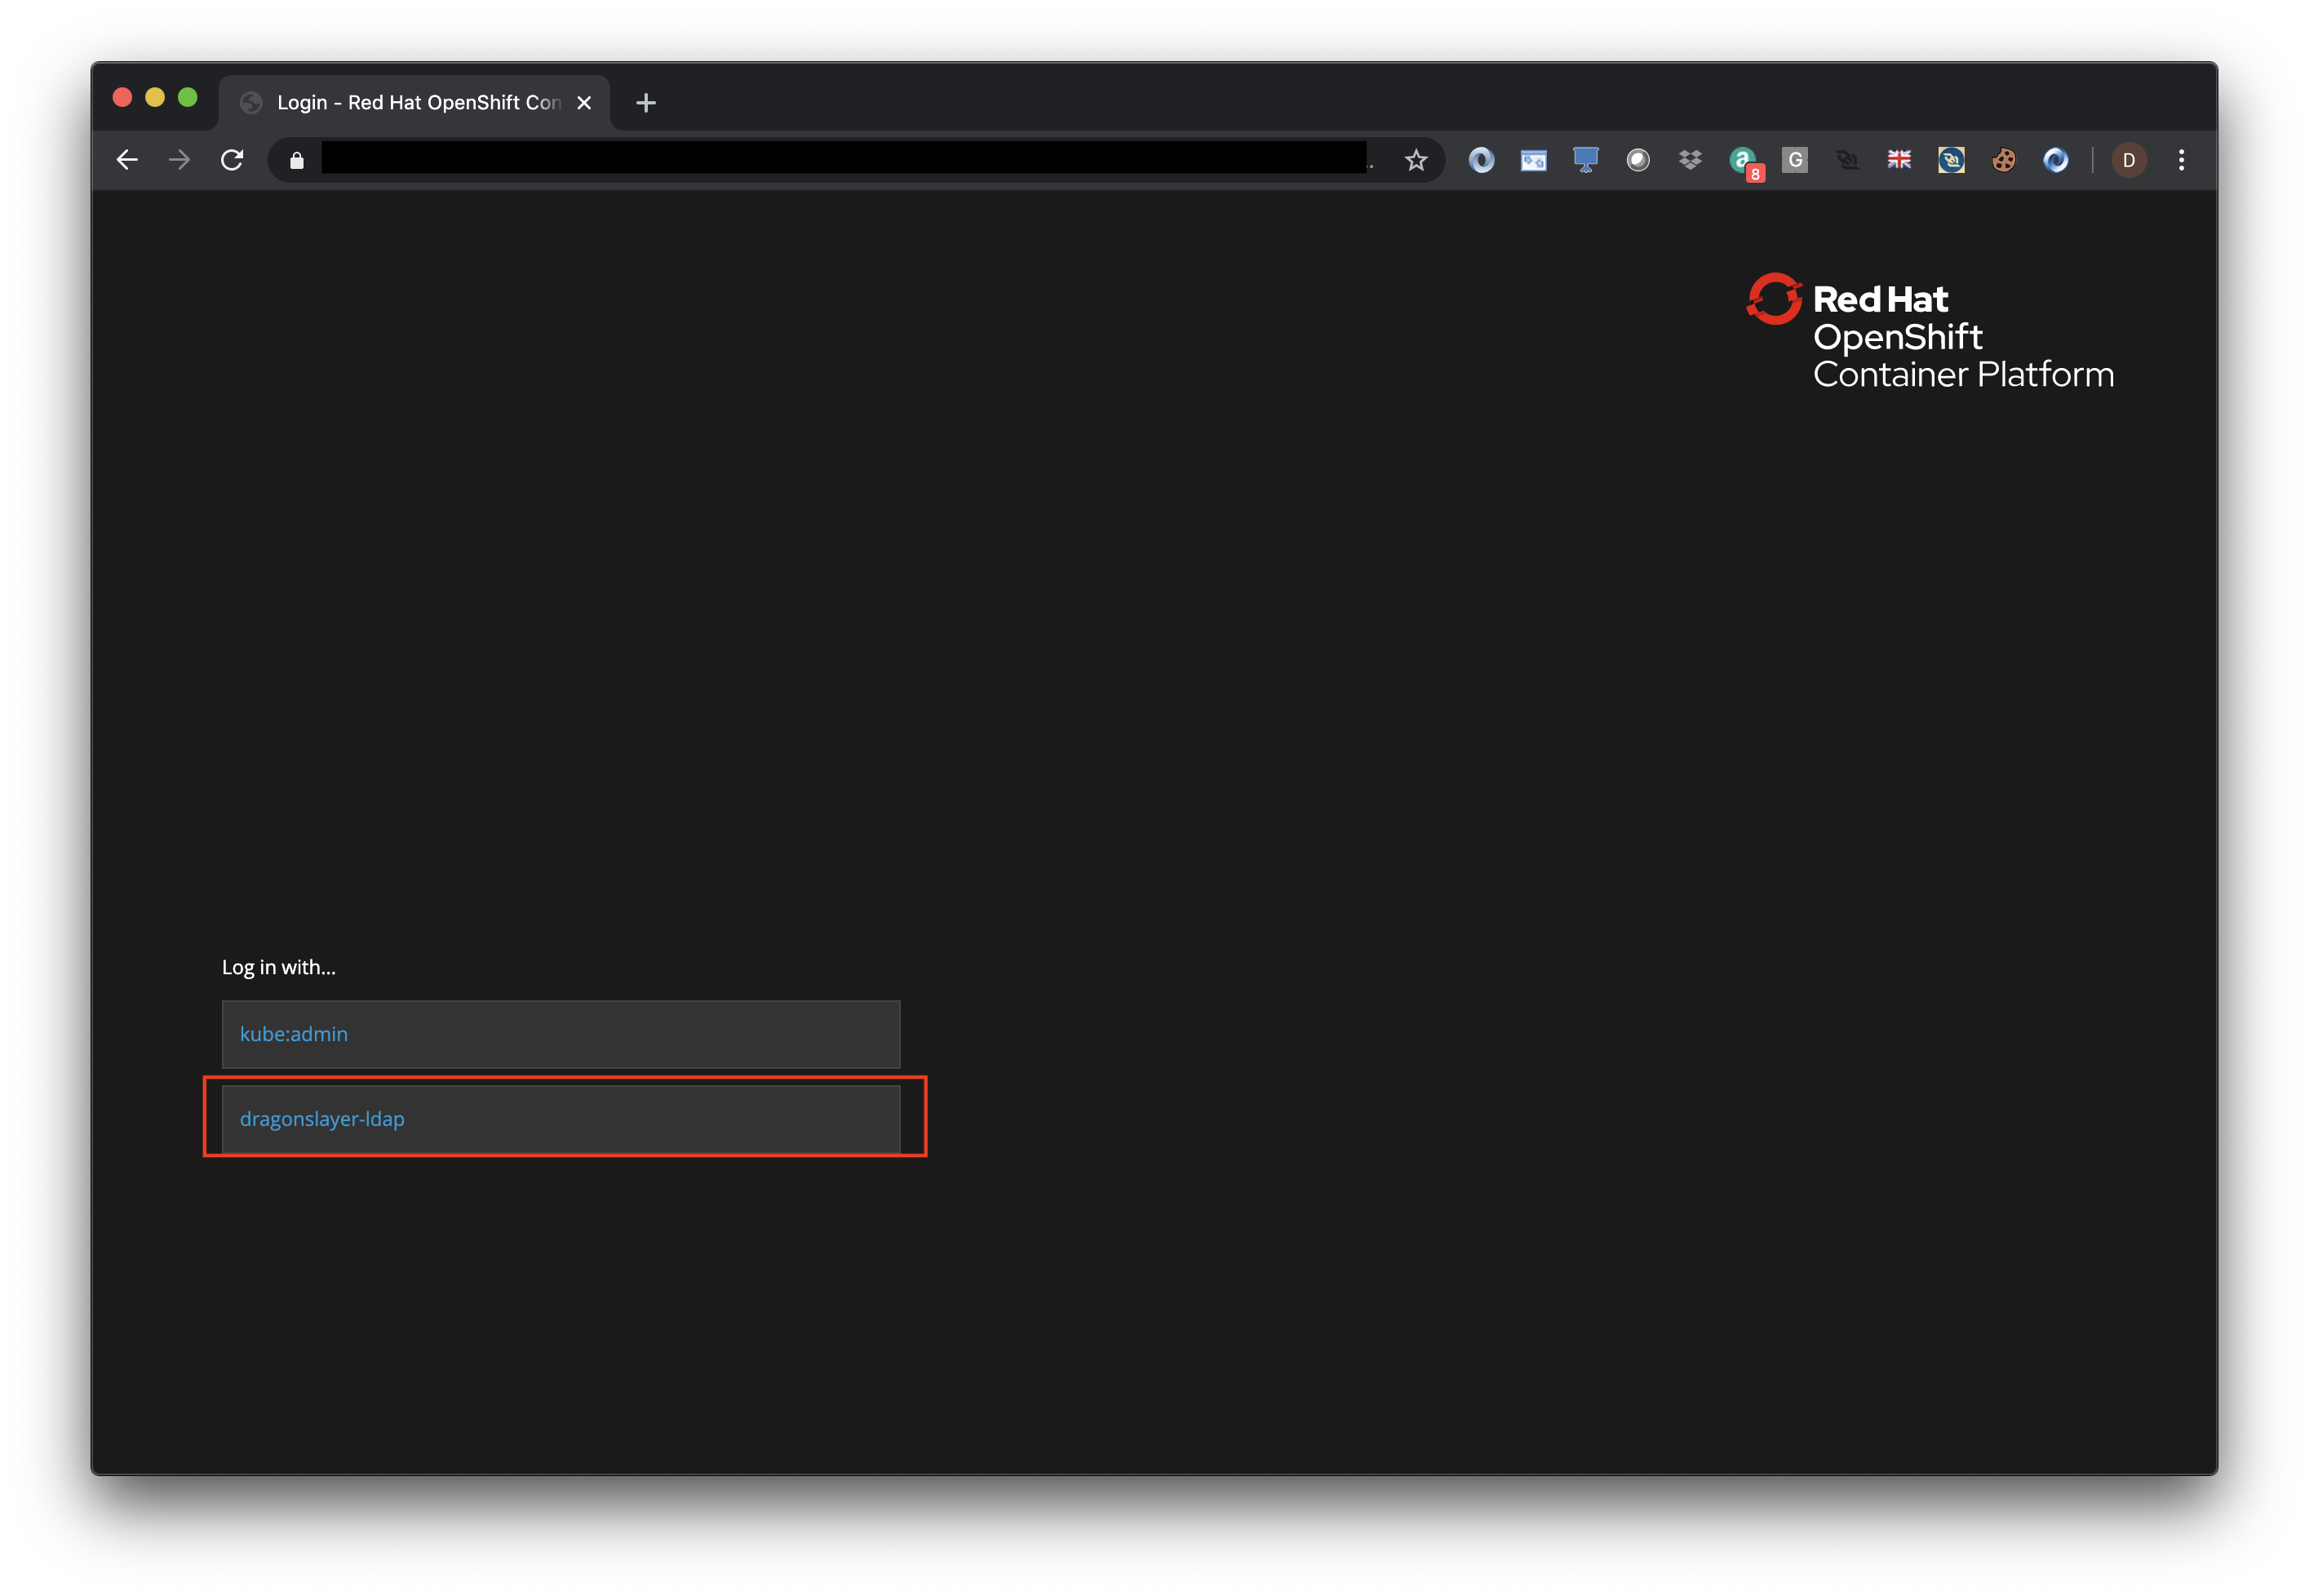 Login - Red Hat OpenShift Con
a
8
G
D
Red Hat
OpenShift
Container Platform
Log in with...
kube:admin
dragonslayer-ldap